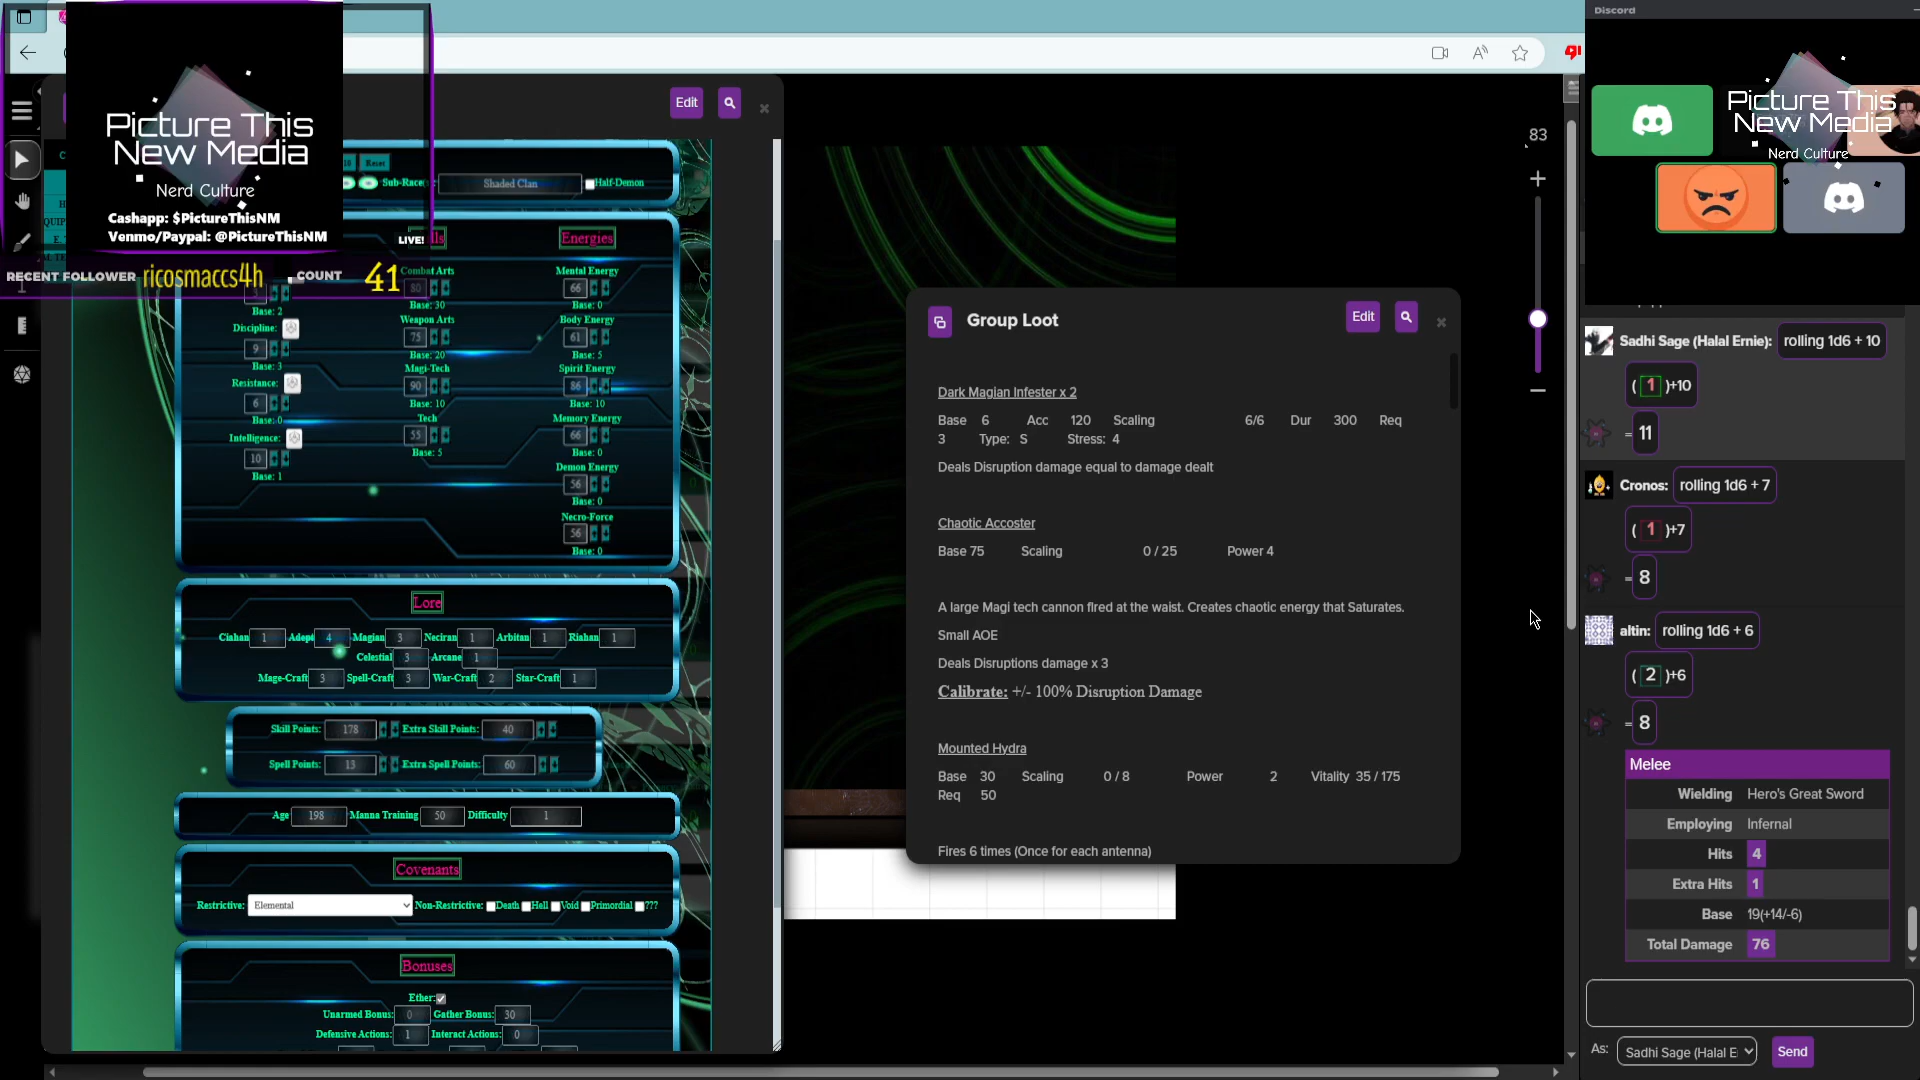 Picture This
New Media
Nerd Culture
Cashapp: $PictureThisNM
Venmo/Paypal: @PictureThisNM
LIVE!
RECENT FOLLOWER ricosmaccs4h COUNT 41
Edit
Reset
Sub-Race
Shaded Clan
Half-Demon
Energies
Base: 2
Discipline:
9
Base: 3
Resistance:
6
Base: 0
Intelligence:
10
Base: 1
Combat Arts
80
Base: 30
Weapon Arts
75
Base: 20
Magi-Tech
90
Base: 10
Tech
55
Base: 5
Mental Energy
66
Base: 0
Body Energy
61
Base: 5
Spirit Energy
86
Base: 10
Memory Energy
66
Base: 0
Demon Energy
56
Base: 0
Necro-Force
56
Base: 0
Lore
Ciahan 1 Adept 4 Magian 3 Neciran 1 Arbitan 1 Riahan 1
Celestial 3 Arcane 1
Mage-Craft 3 Spell-Craft 3 War-Craft 2 Star-Craft 1
Skill Points: 178 Extra Skill Points: 40
Spell Points: 13 Extra Spell Points: 60
Age 198 Manna Training 50 Difficulty 1
Covenants
Restrictive: Elemental Non-Restrictive: Death Hell Void Primordial ???
Bonuses
Ether:
Unarmed Bonus: 0 Gather Bonus: 30
Defensive Actions: 1 Interact Actions: 0
Group Loot
Edit
Dark Magian Infester x 2
Base 6 Acc 120 Scaling 6/6 Dur 300 Req
3 Type: S Stress: 4
Deals Disruption damage equal to damage dealt
Chaotic Accoster
Base 75 Scaling 0 / 25 Power 4
A large Magi tech cannon fired at the waist. Creates chaotic energy that Saturates.
Small AOE
Deals Disruptions damage x 3
Calibrate: +/- 100% Disruption Damage
Mounted Hydra
Base 30 Scaling 0 / 8 Power 2 Vitality 35 / 175
Req 50
Fires 6 times (Once for each antenna)
83
Discord
Picture This
New Media
Nerd Culture
Sadhi Sage (Halal Ernie): rolling 1d6 + 10
( 1 )+10
= 11
Cronos: rolling 1d6 + 7
( 1 )+7
= 8
altin: rolling 1d6 + 6
( 2 )+6
= 8
Melee
Wielding Hero's Great Sword
Employing Infernal
Hits 4
Extra Hits 1
Base 19(+14/-6)
Total Damage 76
As: Sadhi Sage (Halal E
Send